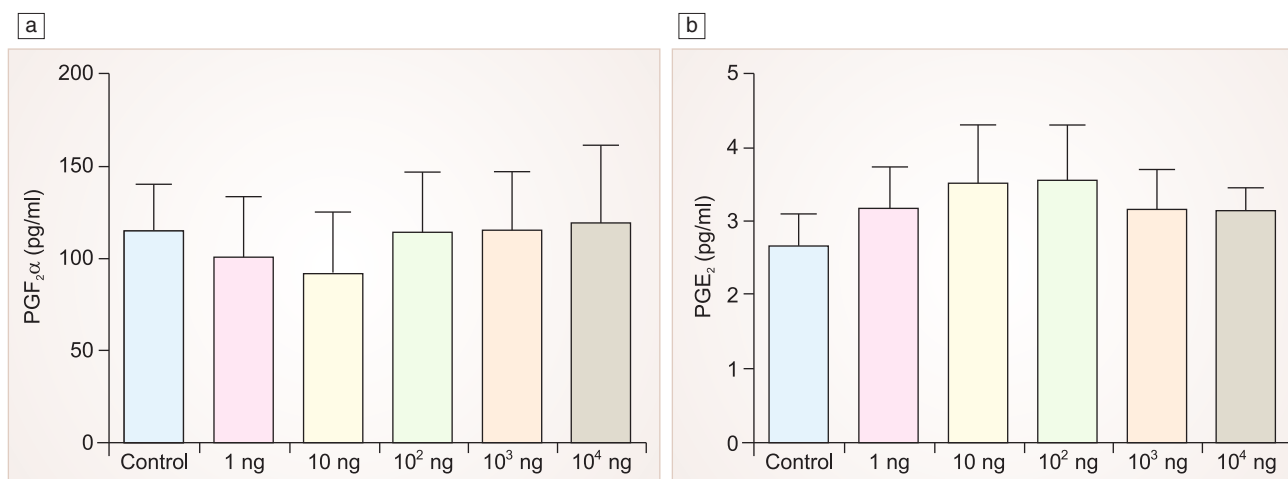 a
200
150
100
50
0
PGF₂α (pg/ml)
Control 1 ng 10 ng 10² ng 10³ ng 10⁴ ng
b
5
4
3
2
1
0
PGE₂ (pg/ml)
Control 1 ng 10 ng 10² ng 10³ ng 10⁴ ng